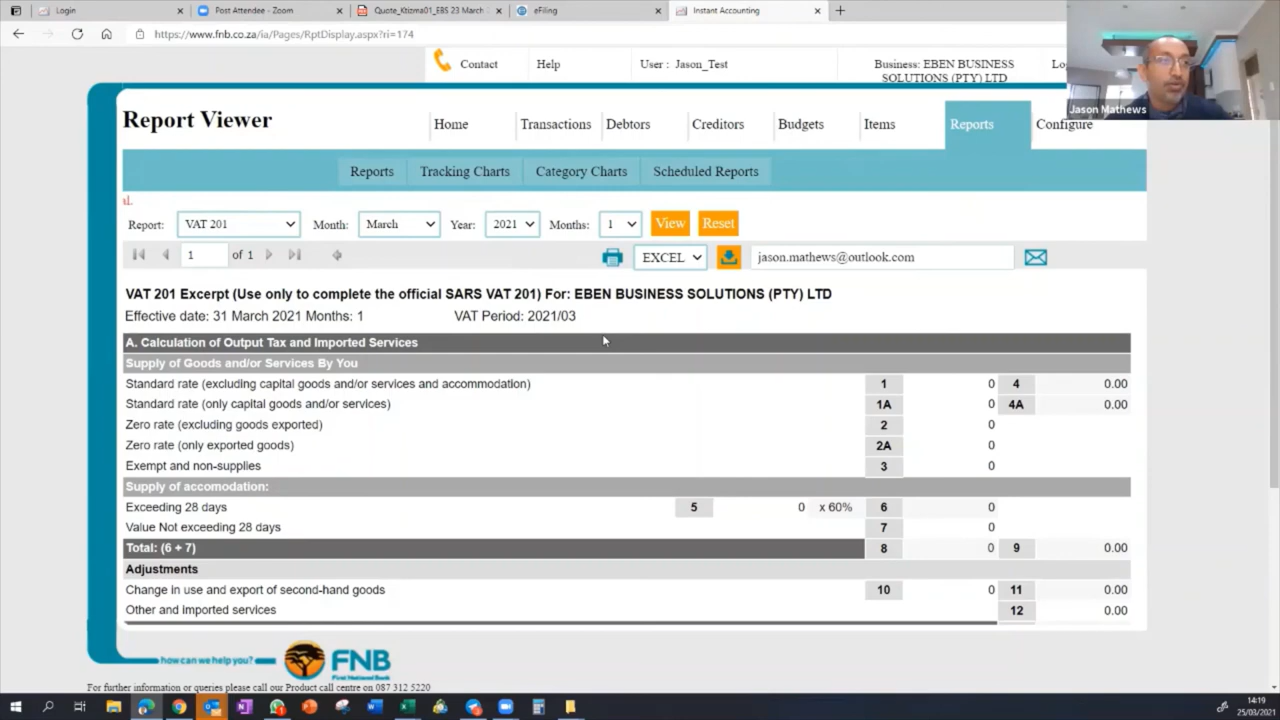 Login
Post Attendee - Zoom
Quote_Ktizma01_EBS 23 March
eFiling
Instant Accounting
https://www.fnb.co.za/ia/Pages/RptDisplay.aspx?ri=174
Contact
Help
User : Jason_Test
Business: EBEN BUSINESS SOLUTIONS (PTY) LTD
Jason Mathews
Report Viewer
Home
Transactions
Debtors
Creditors
Budgets
Items
Reports
Configure
Reports
Tracking Charts
Category Charts
Scheduled Reports
Report: VAT 201 Month: March Year: 2021 Months: 1 View Reset
1 of 1 EXCEL jason.mathews@outlook.com
VAT 201 Excerpt (Use only to complete the official SARS VAT 201) For: EBEN BUSINESS SOLUTIONS (PTY) LTD
Effective date: 31 March 2021 Months: 1 VAT Period: 2021/03
A. Calculation of Output Tax and Imported Services
Supply of Goods and/or Services By You
Standard rate (excluding capital goods and/or services and accommodation) 1 0 4 0.00
Standard rate (only capital goods and/or services) 1A 0 4A 0.00
Zero rate (excluding goods exported) 2 0
Zero rate (only exported goods) 2A 0
Exempt and non-supplies 3 0
Supply of accomodation:
Exceeding 28 days 5 0 x 60% 6 0
Value Not exceeding 28 days 7 0
Total: (6 + 7) 8 0 9 0.00
Adjustments
Change in use and export of second-hand goods 10 0 11 0.00
Other and imported services 12 0.00
how can we help you? FNB
First National Bank
For further information or queries please call our Product call centre on 087 312 5220
14:19
25/03/2021